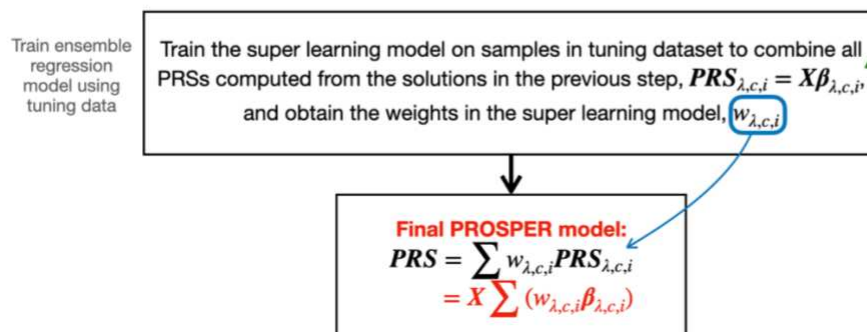 Train ensemble
regression
model using
tuning data
Train the super learning model on samples in tuning dataset to combine all
PRSs computed from the solutions in the previous step, PRS_{λ,c,i} = Xβ_{λ,c,i},
and obtain the weights in the super learning model, w_{λ,c,i}
Final PROSPER model:
PRS = ∑ w_{λ,c,i}PRS_{λ,c,i}
= X ∑ (w_{λ,c,i}β_{λ,c,i})